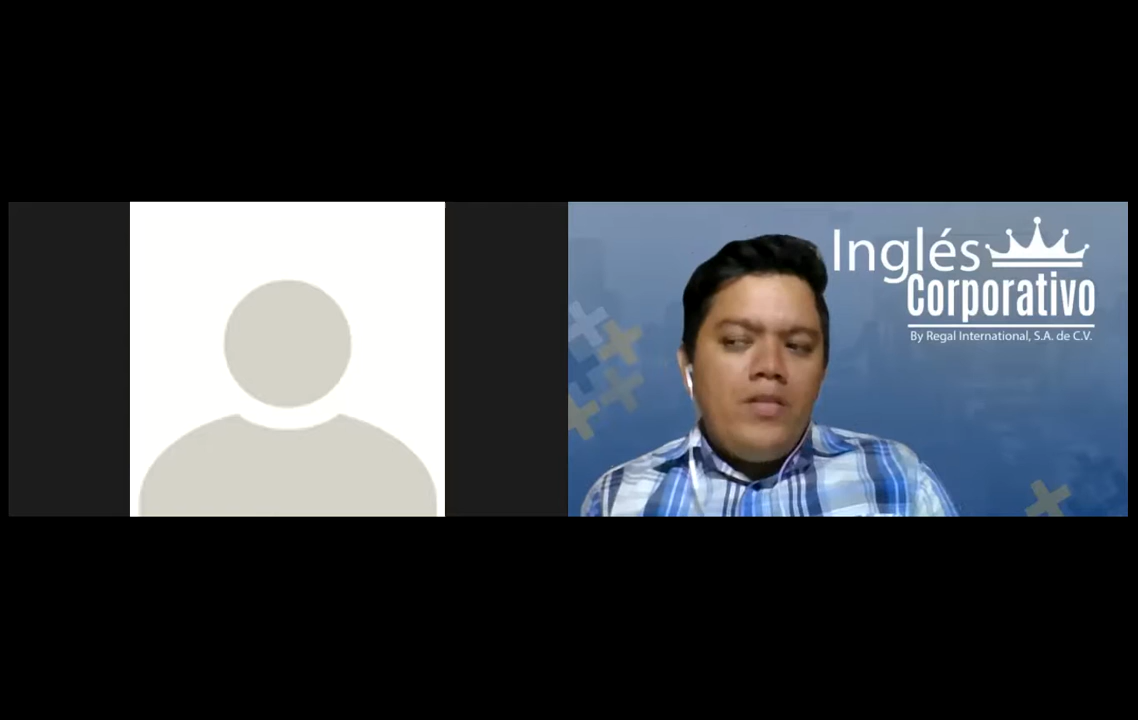 Inglés
Corporativo
By Regal International, S.A. de C.V.